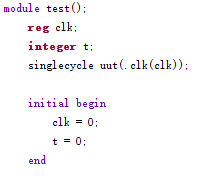 module test();
    reg clk;
    integer t;
    singlecycle uut(.clk(clk));

    initial begin
        clk = 0;
        t = 0;
    end